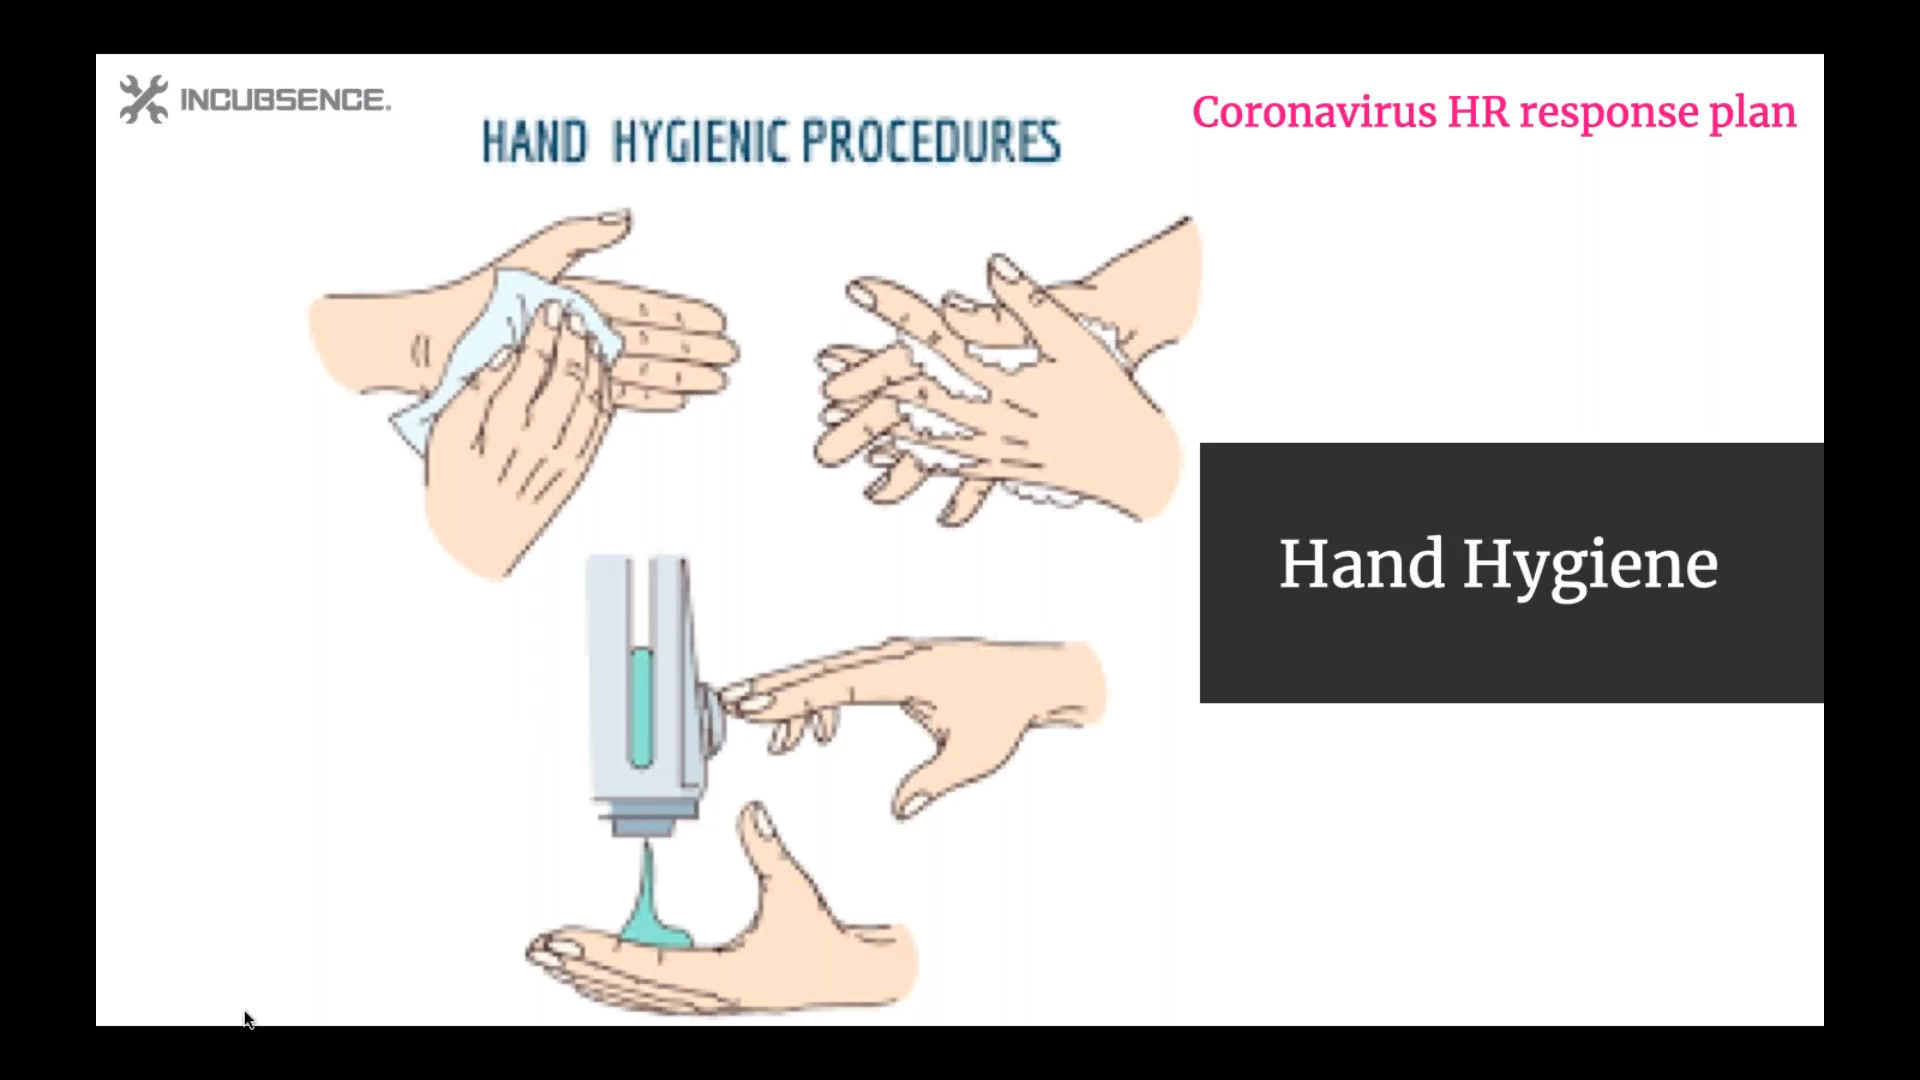 INCUBSENCE.
Coronavirus HR response plan
HAND HYGIENIC PROCEDURES
Hand Hygiene